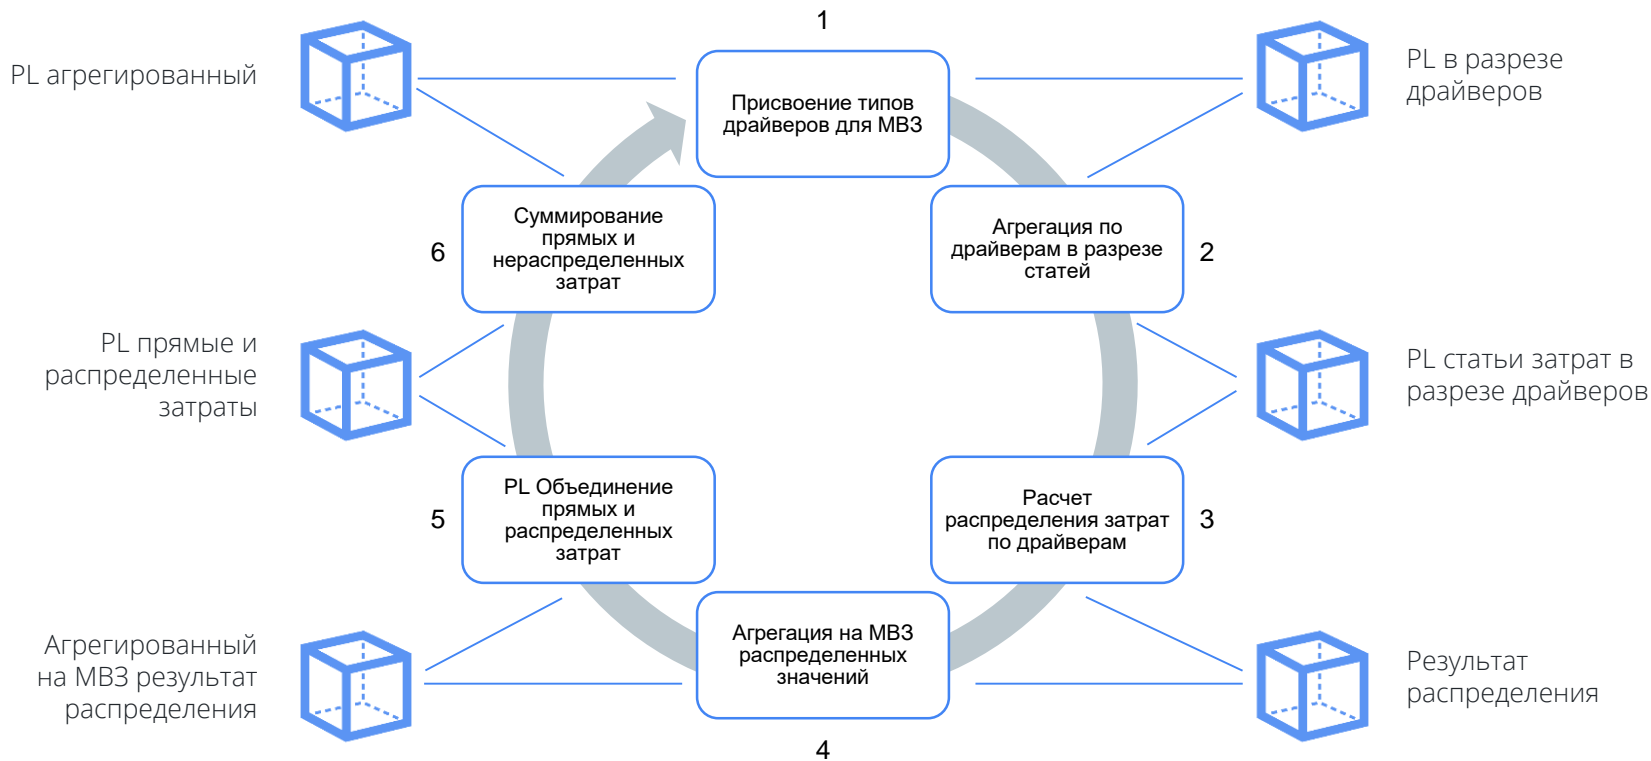 1
PL агрегированный
Присвоение типов
драйверов для МВЗ
PL в разрезе
драйверов
6
Суммирование
прямых и
нераспределенных
затрат
Агрегация по
драйверам в разрезе
статей
2
PL прямые и
распределенные
затраты
PL статьи затрат в
разрезе драйверов
5
PL Объединение
прямых и
распределенных
затрат
Расчет
распределения затрат
по драйверам
3
Агрегированный
на МВЗ результат
распределения
Агрегация на МВЗ
распределенных
значений
Результат
распределения
4